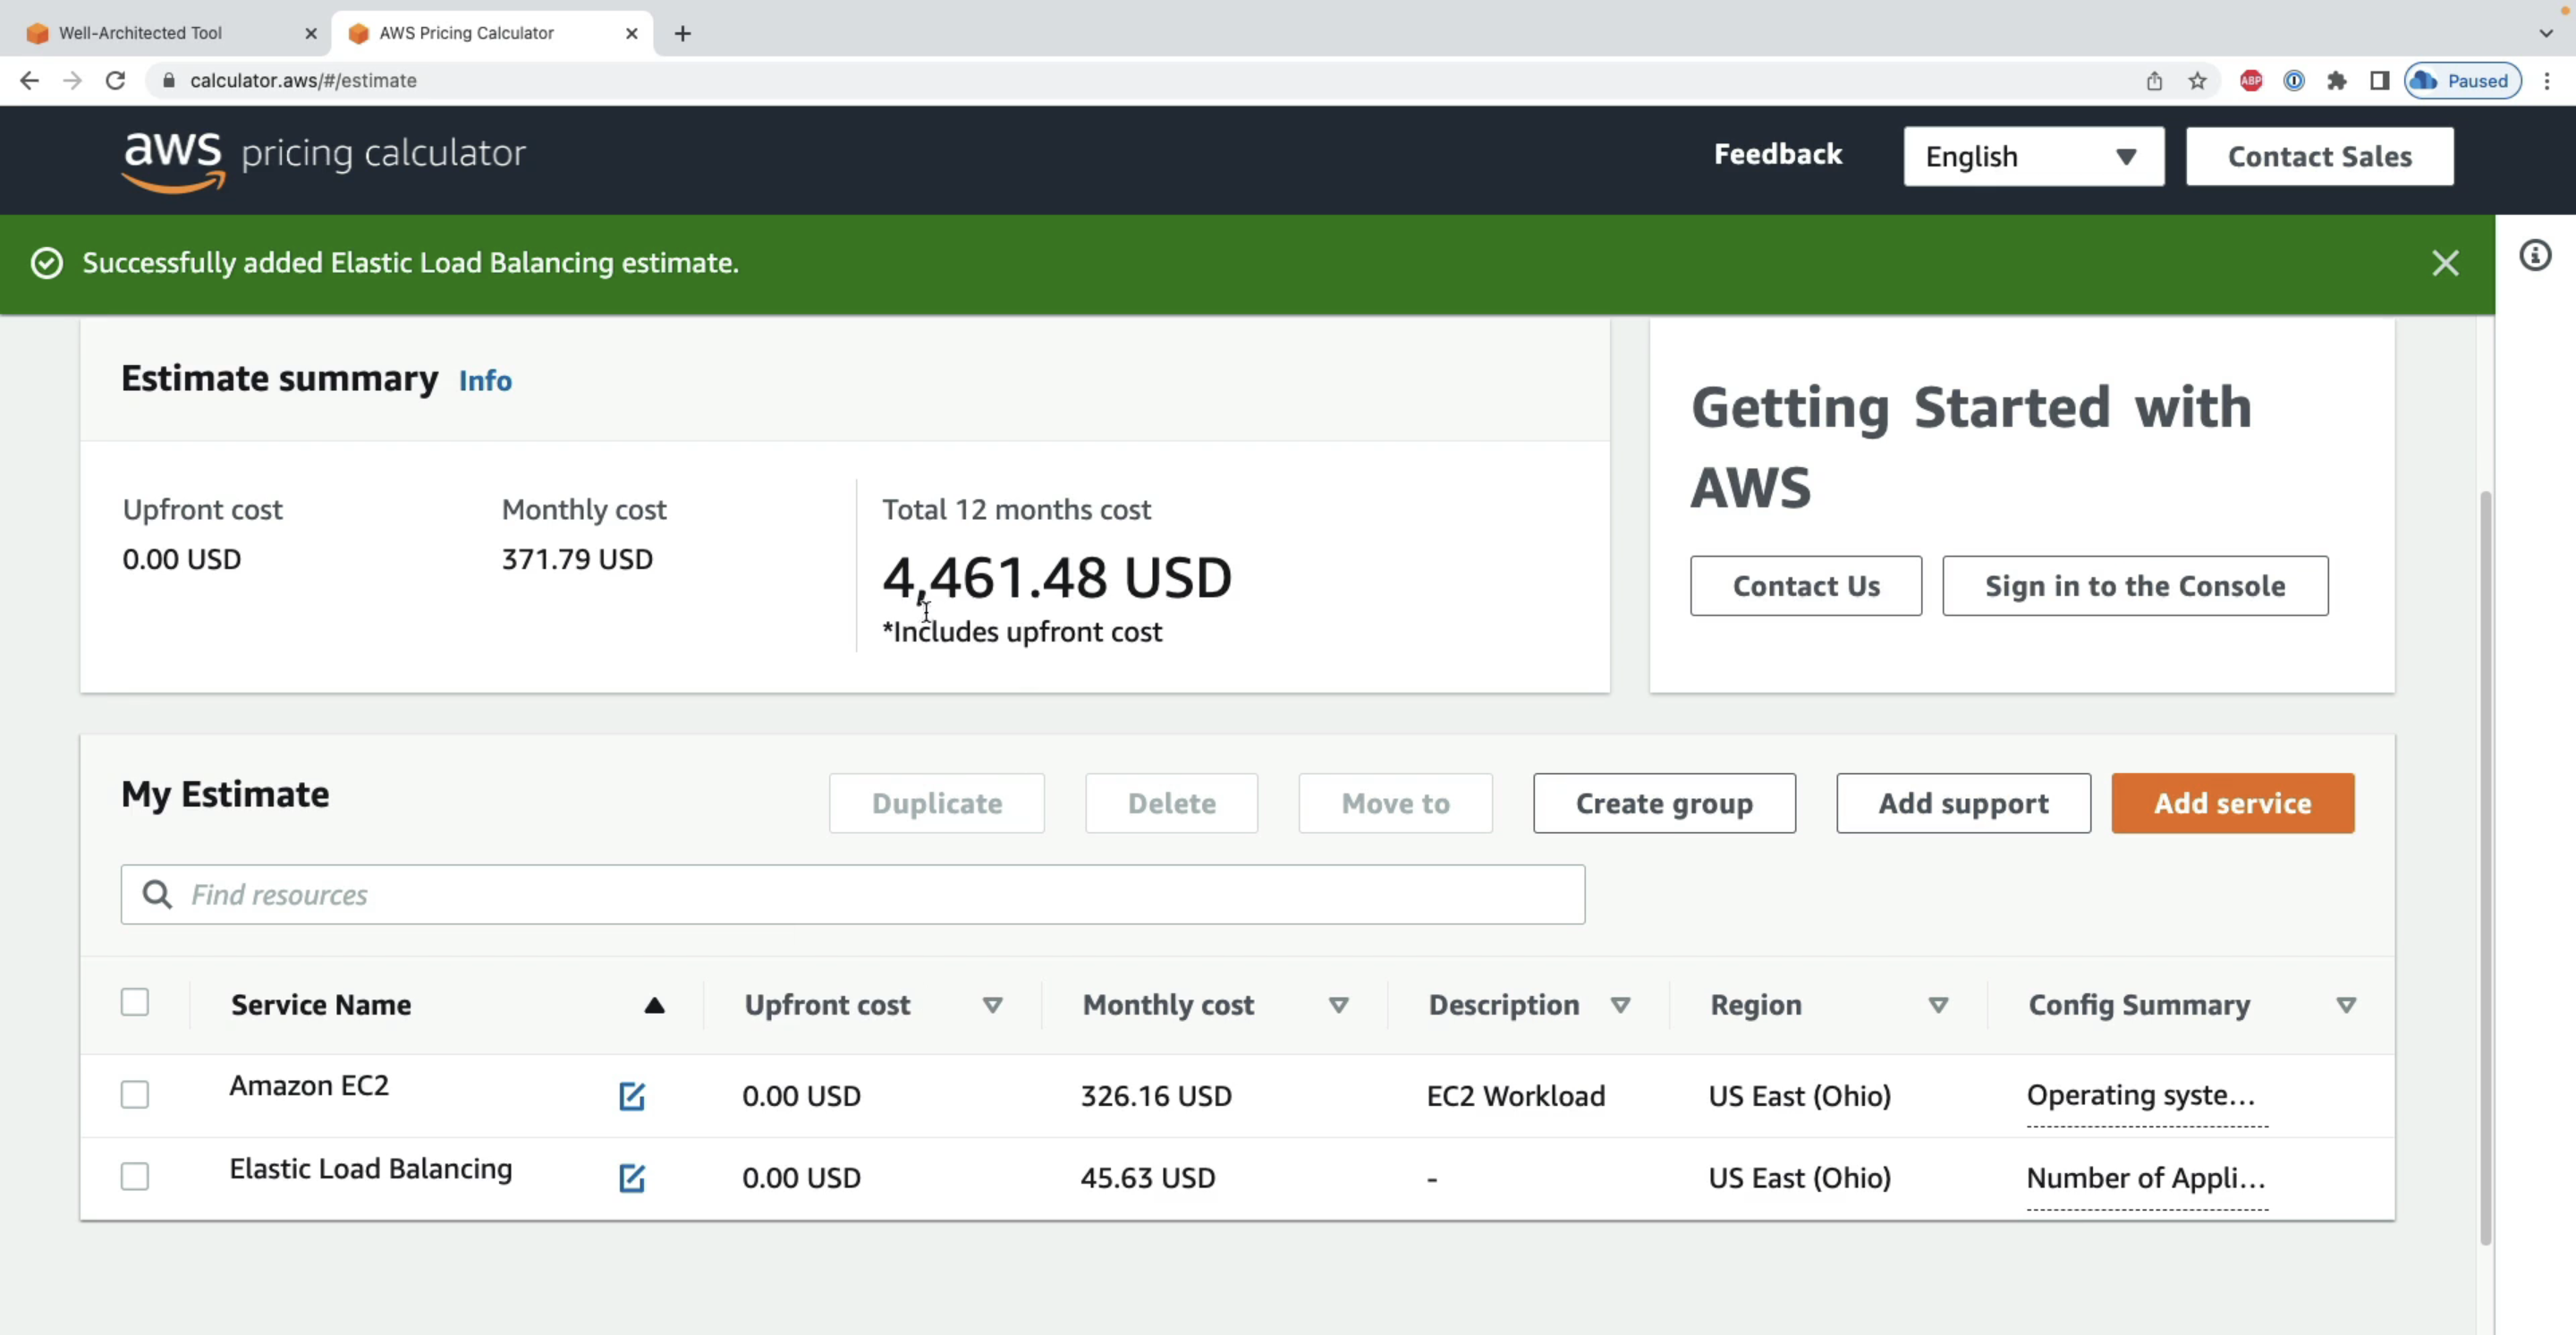 Well-Architected Tool
AWS Pricing Calculator
calculator.aws/#/estimate
ABP
Paused
aws pricing calculator
Feedback
English
Contact Sales
Successfully added Elastic Load Balancing estimate.
Estimate summary Info
Upfront cost
0.00 USD
Monthly cost
371.79 USD
Total 12 months cost
4,461.48 USD
*Includes upfront cost
Getting Started with
AWS
Contact Us
Sign in to the Console
My Estimate
Duplicate
Delete
Move to
Create group
Add support
Add service
Find resources
Service Name Upfront cost Monthly cost Description Region Config Summary
Amazon EC2 0.00 USD 326.16 USD EC2 Workload US East (Ohio) Operating syste...
Elastic Load Balancing 0.00 USD 45.63 USD - US East (Ohio) Number of Appli...